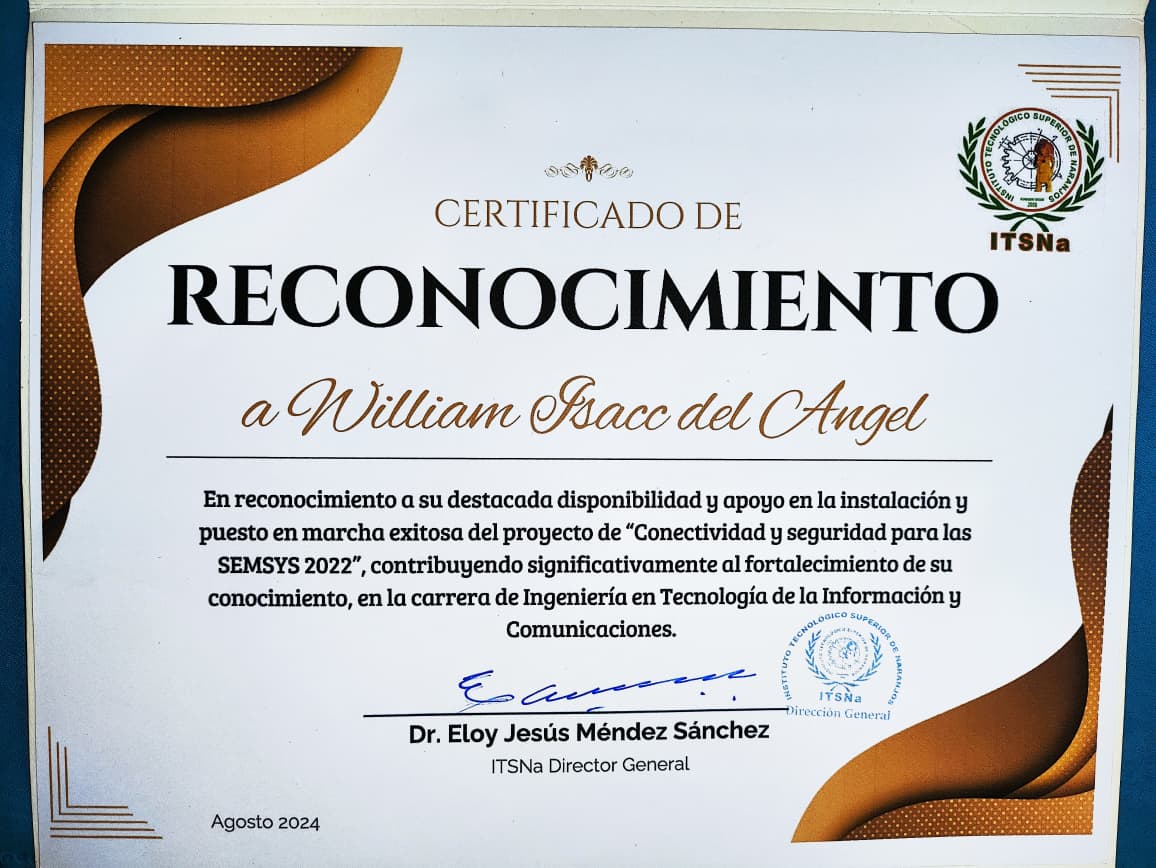 INSTITUTO TECNOLÓGICO SUPERIOR DE NARANJOS
ITSNa
CERTIFICADO DE
RECONOCIMIENTO
a William Isacc del Angel
En reconocimiento a su destacada disponibilidad y apoyo en la instalación y
puesto en marcha exitosa del proyecto de “Conectividad y seguridad para las
SEMSYS 2022”, contribuyendo significativamente al fortalecimiento de su
conocimiento, en la carrera de Ingeniería en Tecnología de la Información y
Comunicaciones.
INSTITUTO TECNOLÓGICO SUPERIOR DE NARANJOS
ITSNa
Dirección General
Dr. Eloy Jesús Méndez Sánchez
ITSNa Director General
Agosto 2024